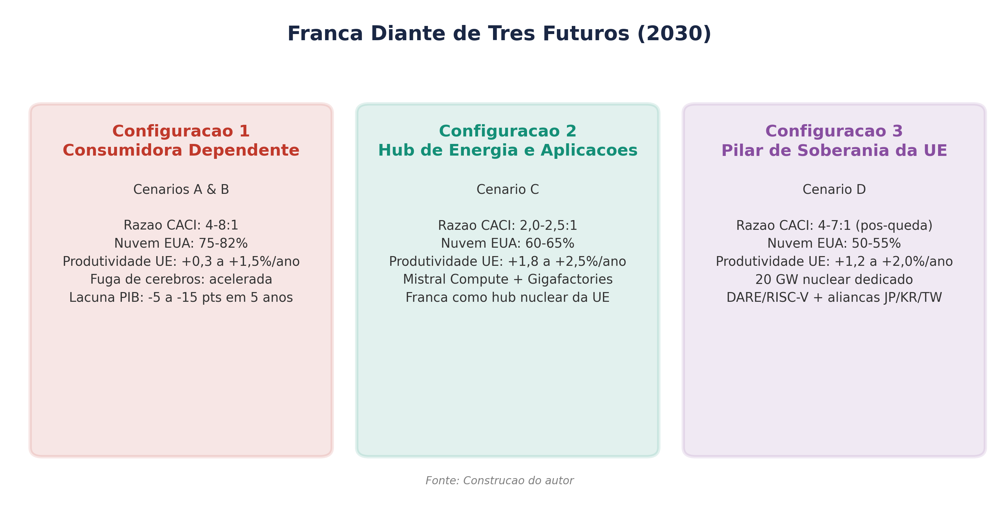 Franca Diante de Tres Futuros (2030)
Configuracao 1
Consumidora Dependente
Cenarios A & B
Razao CACI: 4-8:1
Nuvem EUA: 75-82%
Produtividade UE: +0,3 a +1,5%/ano
Fuga de cerebros: acelerada
Lacuna PIB: -5 a -15 pts em 5 anos
Configuracao 2
Hub de Energia e Aplicacoes
Cenario C
Razao CACI: 2,0-2,5:1
Nuvem EUA: 60-65%
Produtividade UE: +1,8 a +2,5%/ano
Mistral Compute + Gigafactories
Franca como hub nuclear da UE
Configuracao 3
Pilar de Soberania da UE
Cenario D
Razao CACI: 4-7:1 (pos-queda)
Nuvem EUA: 50-55%
Produtividade UE: +1,2 a +2,0%/ano
20 GW nuclear dedicado
DARE/RISC-V + aliancas JP/KR/TW
Fonte: Construcao do autor